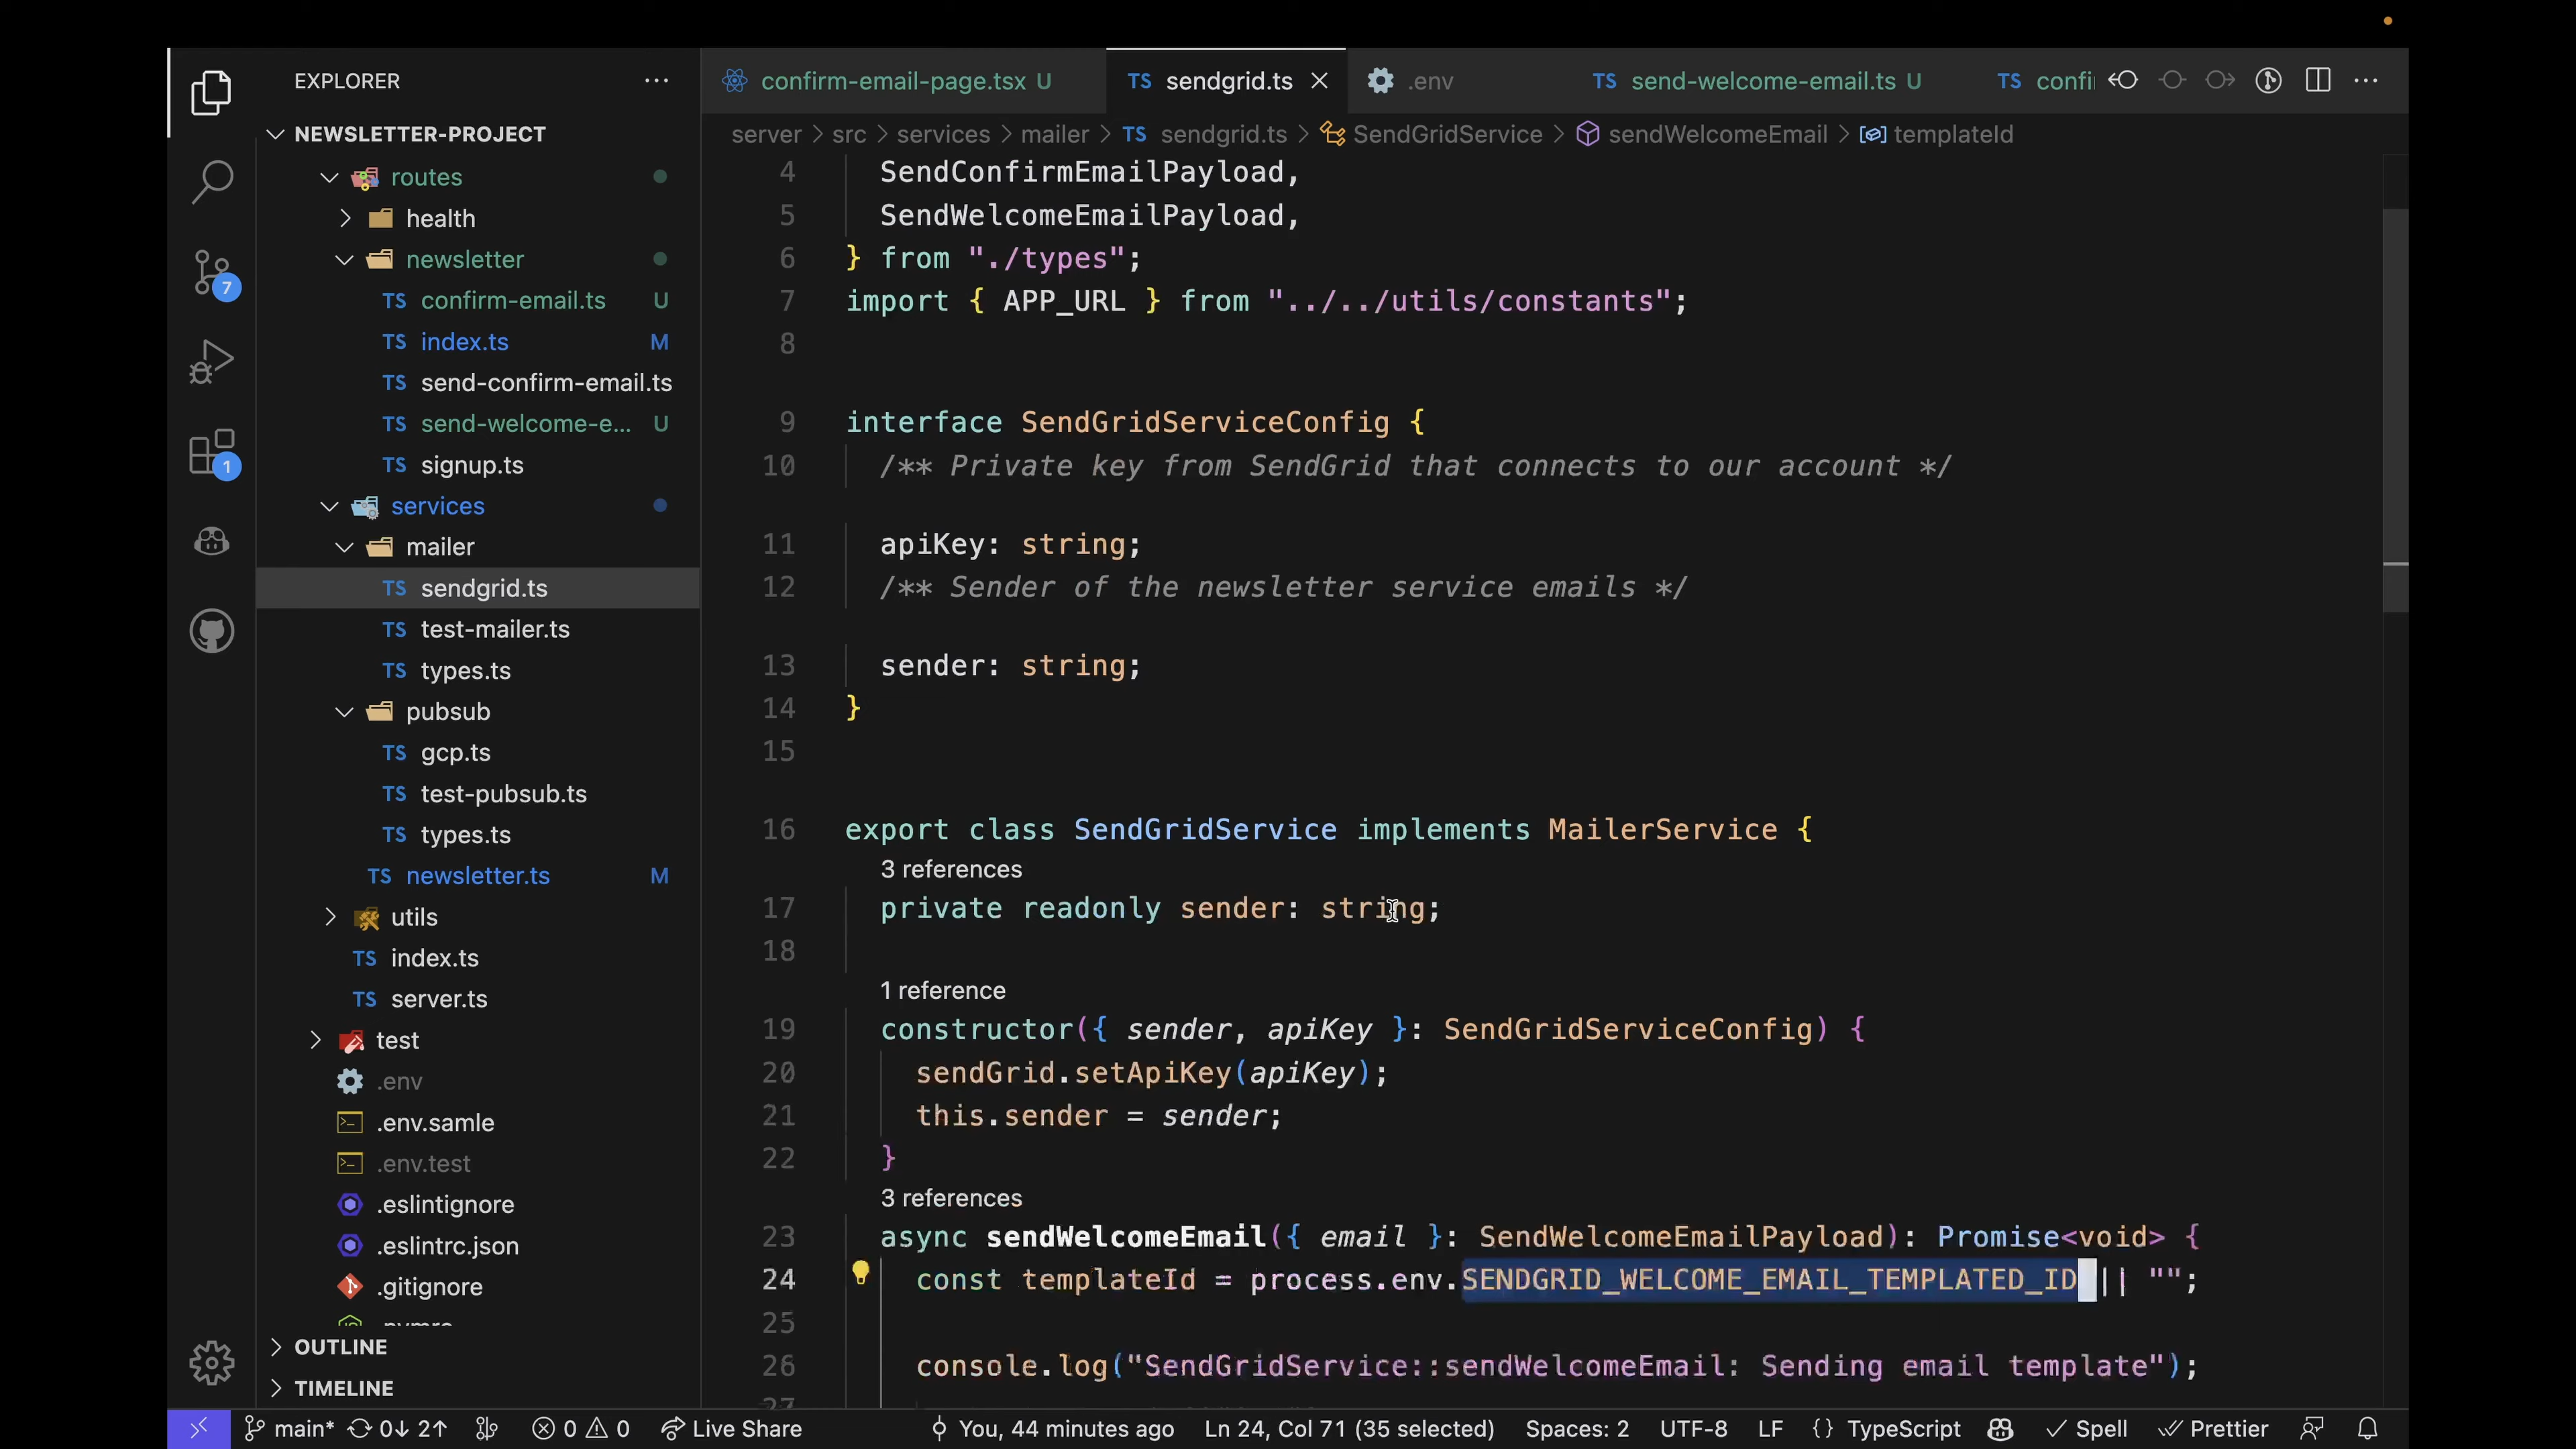 EXPLORER
NEWSLETTER-PROJECT
routes
health
newsletter
confirm-email.ts U
index.ts M
send-confirm-email.ts
send-welcome-e... U
signup.ts
services
mailer
sendgrid.ts
test-mailer.ts
types.ts
pubsub
gcp.ts
test-pubsub.ts
types.ts
newsletter.ts M
utils
index.ts
server.ts
test
.env
.env.samle
.env.test
.eslintignore
.eslintrc.json
.gitignore
OUTLINE
TIMELINE
7
1
confirm-email-page.tsx U
TS sendgrid.ts
.env
TS send-welcome-email.ts U
TS confi
server > src > services > mailer > TS sendgrid.ts > SendGridService > sendWelcomeEmail > templateId
4 SendConfirmEmailPayload,
5 SendWelcomeEmailPayload,
6 } from "./types";
7 import { APP_URL } from "../../utils/constants";
8
9 interface SendGridServiceConfig {
10 /** Private key from SendGrid that connects to our account */
11 apiKey: string;
12 /** Sender of the newsletter service emails */
13 sender: string;
14 }
15
16 export class SendGridService implements MailerService {
3 references
17 private readonly sender: string;
18
1 reference
19 constructor({ sender, apiKey }: SendGridServiceConfig) {
20 sendGrid.setApiKey(apiKey);
21 this.sender = sender;
22 }
3 references
23 async sendWelcomeEmail({ email }: SendWelcomeEmailPayload): Promise<void> {
24 const templateId = process.env.SENDGRID_WELCOME_EMAIL_TEMPLATED_ID || "";
25
26 console.log("SendGridService::sendWelcomeEmail: Sending email template");
main* 0↓ 2↑ 0 0 Live Share You, 44 minutes ago Ln 24, Col 71 (35 selected) Spaces: 2 UTF-8 LF {} TypeScript Spell Prettier